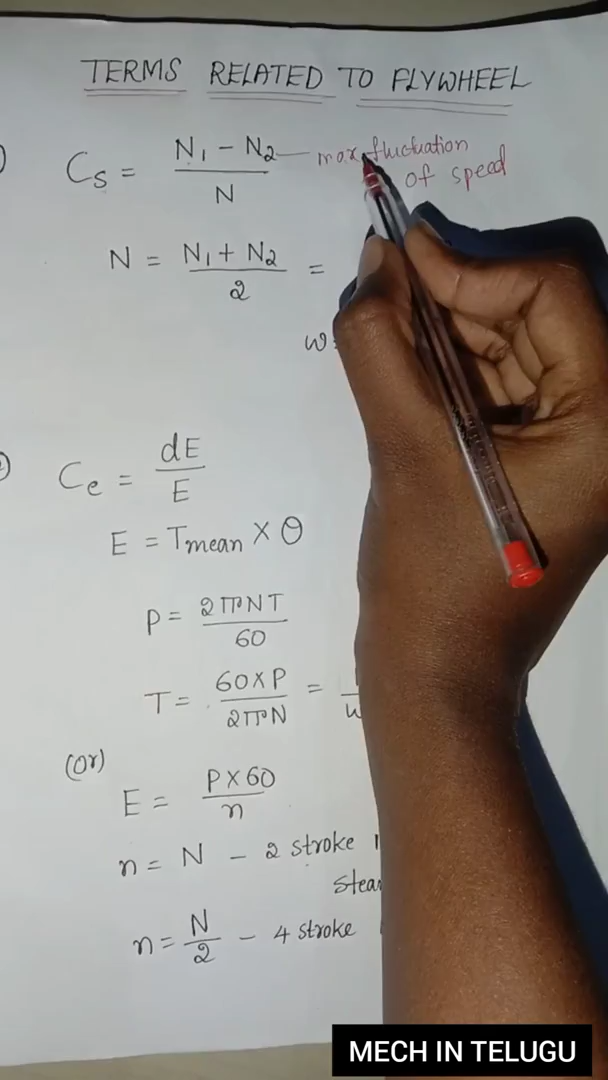 TERMS RELATED TO FLYWHEEL
Cs = N1 - N2 / N — max fluctuation of speed
N = N1 + N2 / 2 =
w
Ce = dE / E
E = Tmean × θ
P = 2πNT / 60
T = 60×P / 2πN =
(or)
E = P×60 / n
n = N - 2 stroke
n = N / 2 - 4 stroke
MECH IN TELUGU